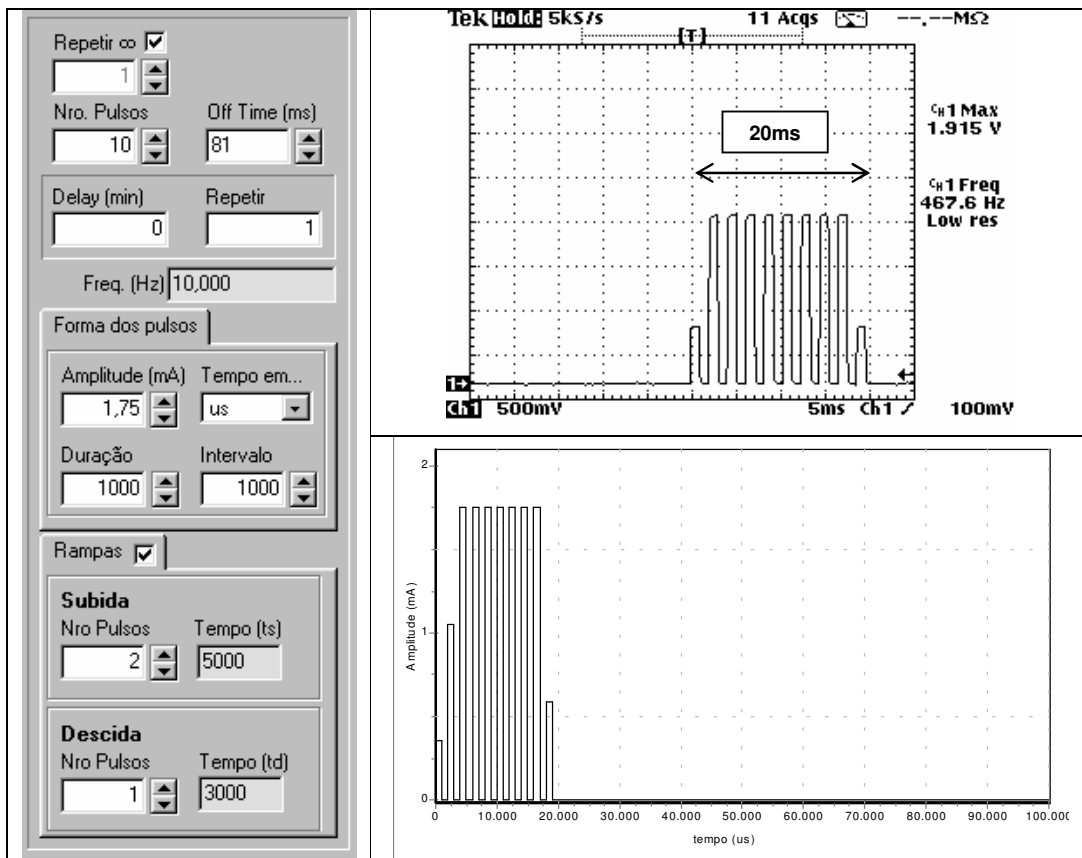 Repetir ∞
1
Nro. Pulsos Off Time (ms)
10 81
Delay (min) Repetir
0 1
Freq. (Hz) 10,000
Forma dos pulsos
Amplitude (mA) Tempo em...
1,75 us
Duração Intervalo
1000 1000
Rampas
Subida
Nro Pulsos Tempo (ts)
2 5000
Descida
Nro Pulsos Tempo (td)
1 3000
Tek Hold: 5kS/s 11 Acqs --.--MΩ
[T]
20ms
CH1 Max
1.915 V
CH1 Freq
467.6 Hz
Low res
1→
Ch1 500mV 5ms Ch1 100mV
2
1
0
Amplitude (mA)
0 10.000 20.000 30.000 40.000 50.000 60.000 70.000 80.000 90.000 100.000
tempo (us)